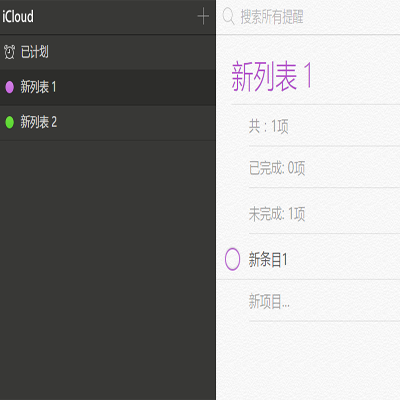 iCloud
已计划
新列表 1
新列表 2
搜索所有提醒
新列表 1
共：1项
已完成: 0项
未完成: 1项
新条目1
新项目...